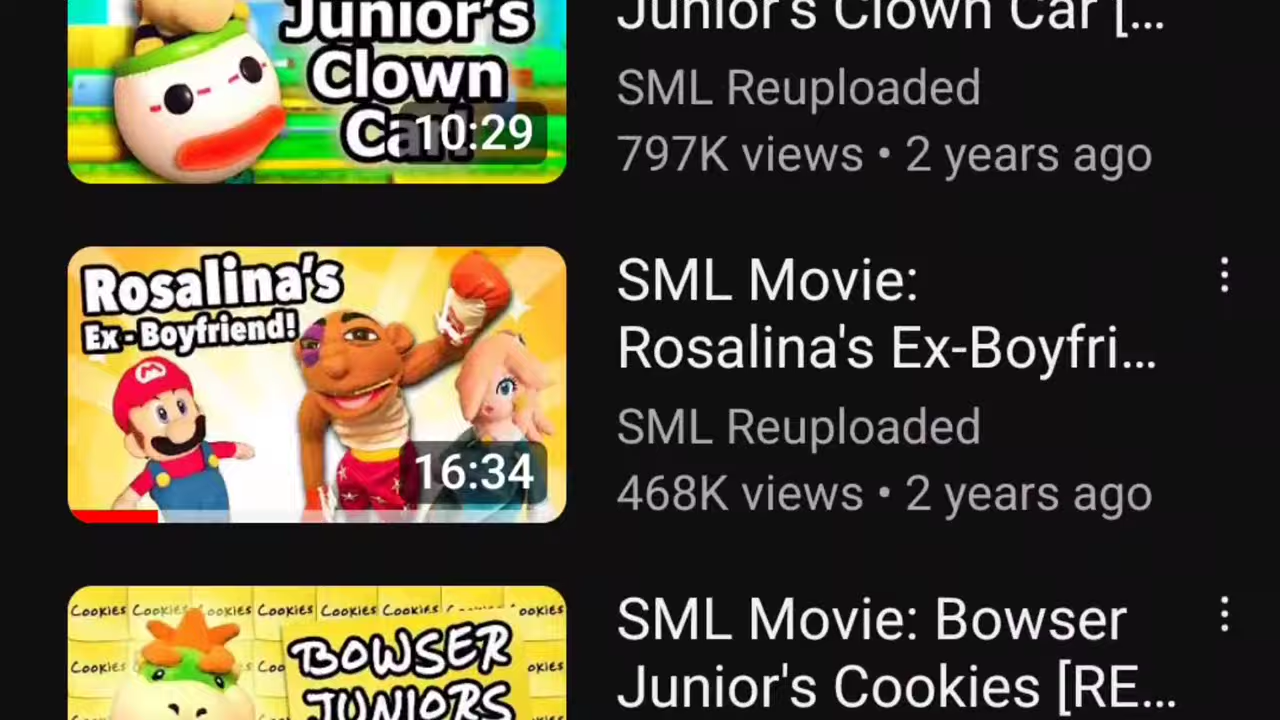 Junior's
Clown
Car!
10:29
Junior's Clown Car [...
SML Reuploaded
797K views • 2 years ago
Rosalina's
Ex-Boyfriend!
M
16:34
SML Movie:
Rosalina's Ex-Boyfri...
SML Reuploaded
468K views • 2 years ago
Cookies Cookies Cookies Cookies Cookies Cookies
Cookies
BOWSER
JUNIORS
SML Movie: Bowser
Junior's Cookies [RE...